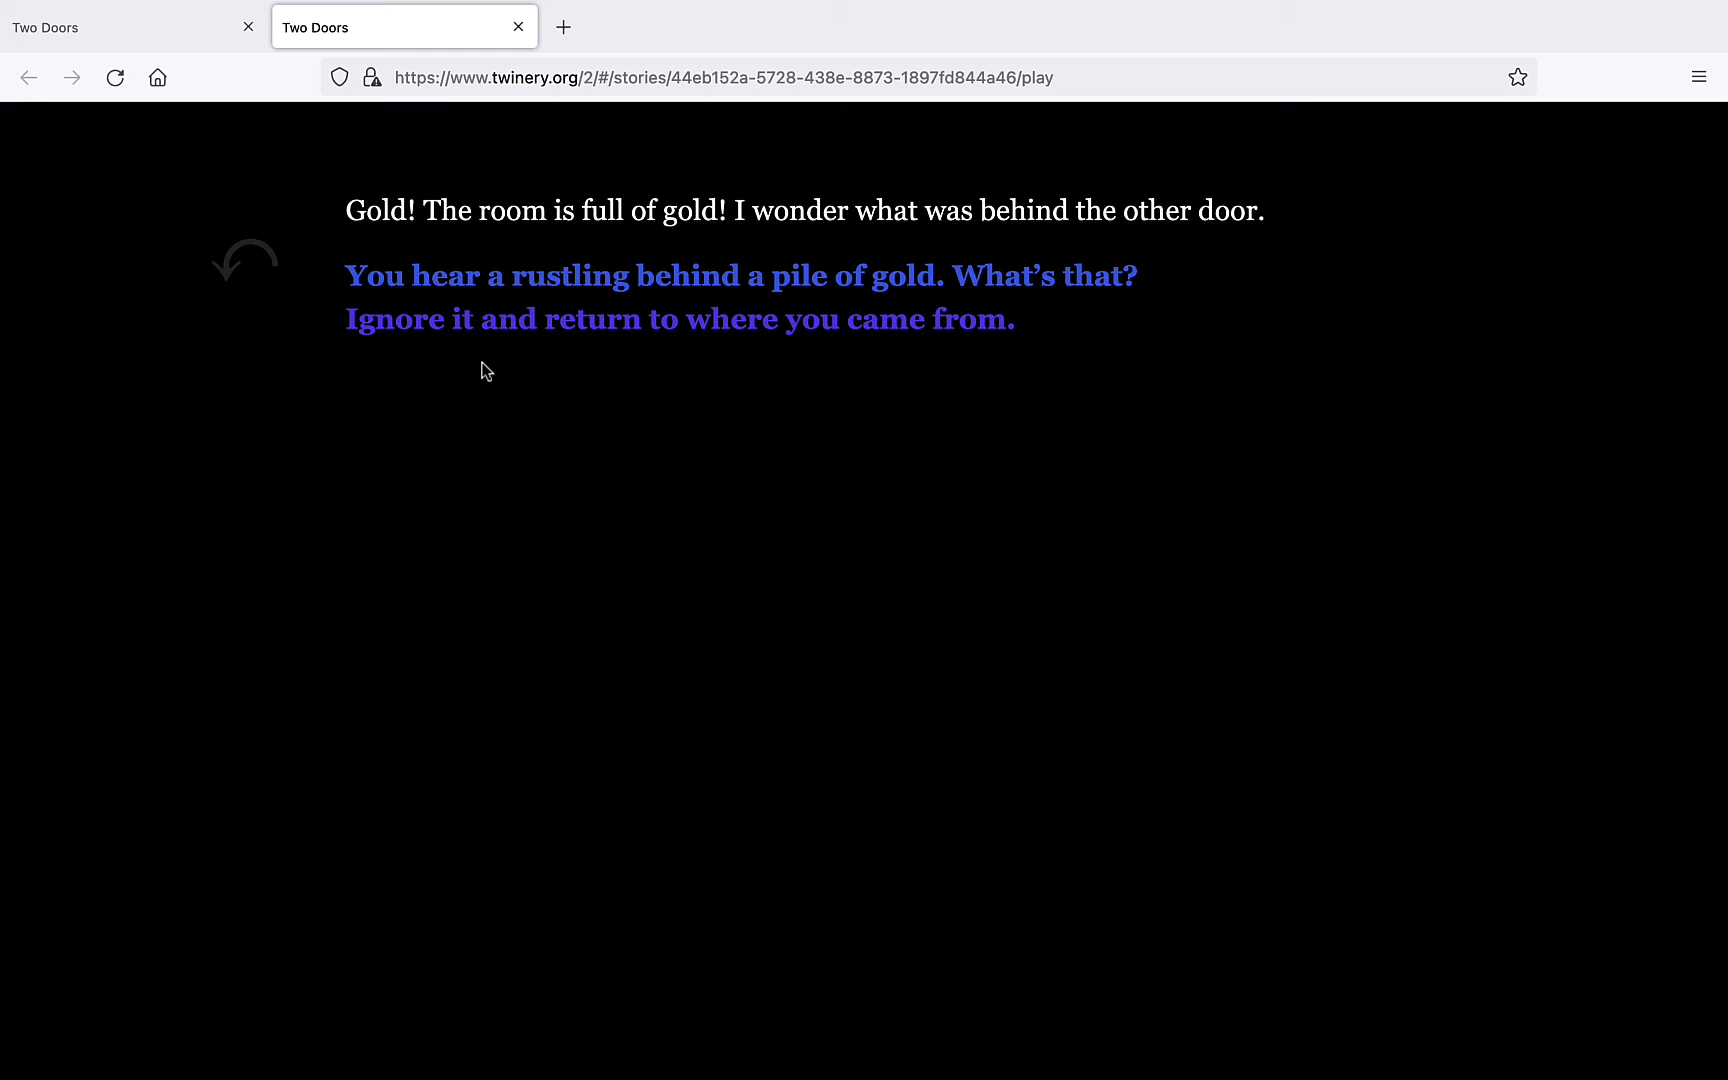 Two Doors
Two Doors
https://www.twinery.org/2/#/stories/44eb152a-5728-438e-8873-1897fd844a46/play
Gold! The room is full of gold! I wonder what was behind the other door.
You hear a rustling behind a pile of gold. What’s that?
Ignore it and return to where you came from.